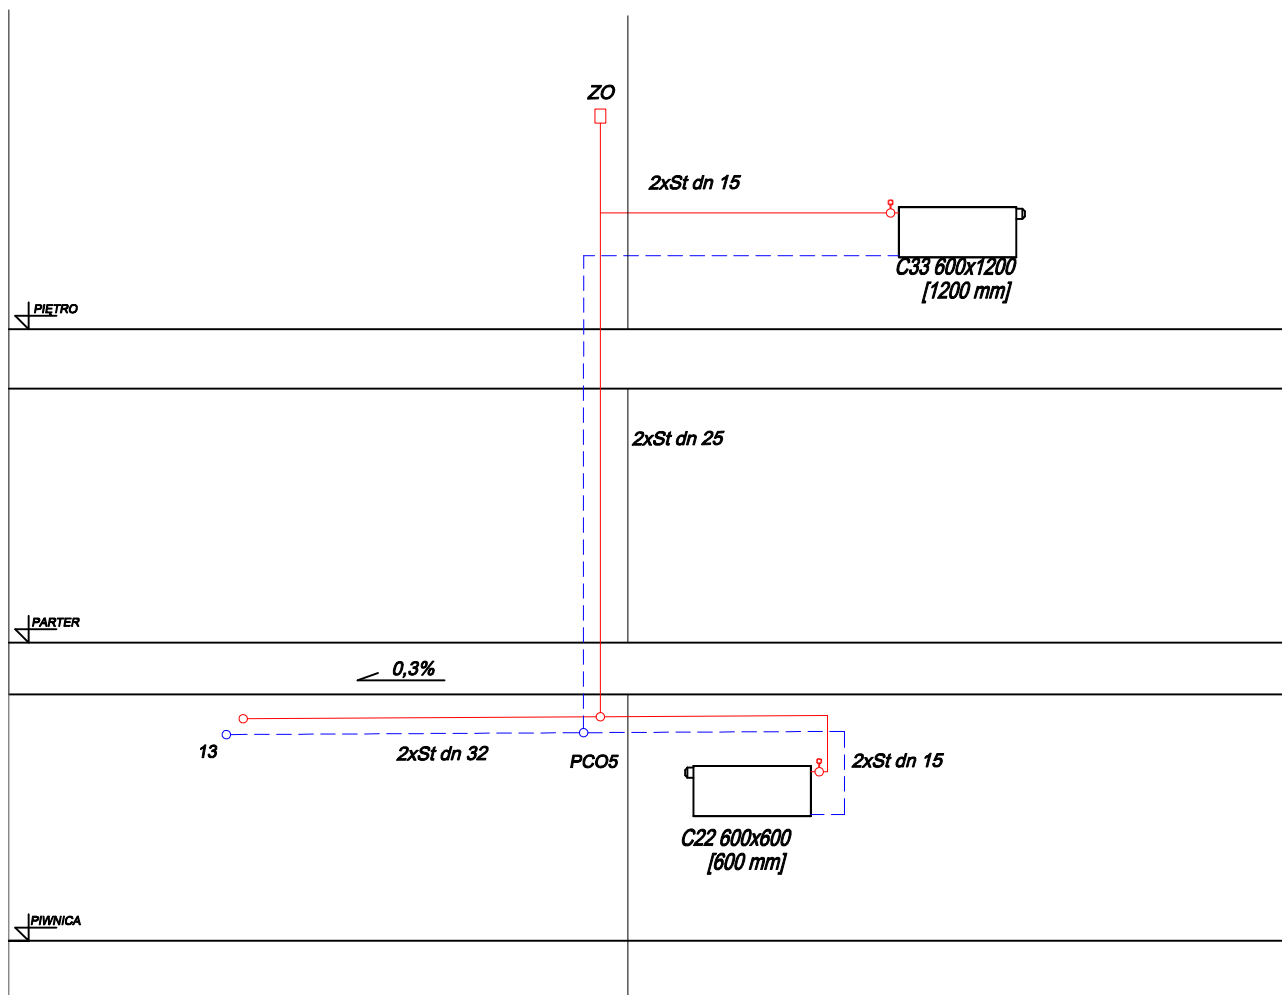 ZO
2xSt dn 15
C33 600x1200
[1200 mm]
PIĘTRO
2xSt dn 25
PARTER
0,3%
13
2xSt dn 32
PCO5
2xSt dn 15
C22 600x600
[600 mm]
PIWNICA